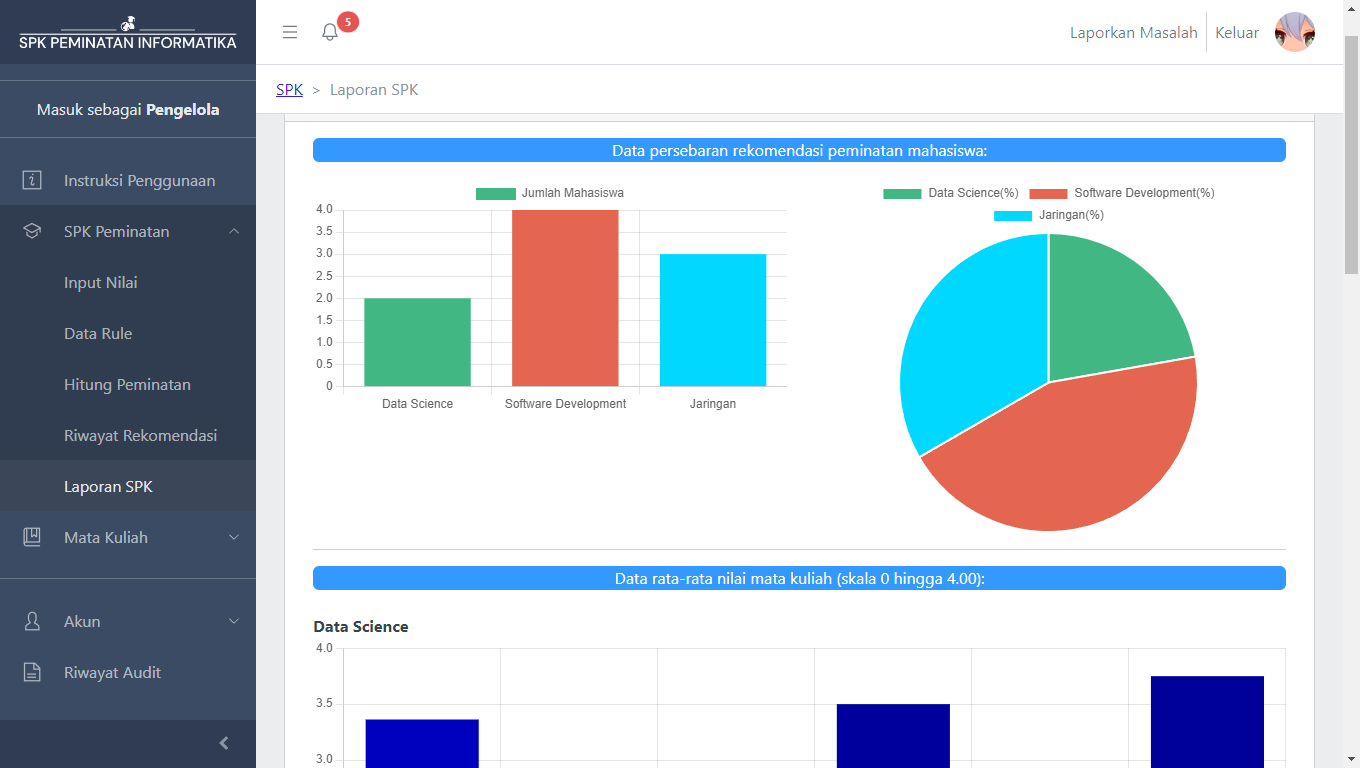 SPK PEMINATAN INFORMATIKA
5
Laporkan Masalah
Keluar
Masuk sebagai Pengelola
Instruksi Penggunaan
SPK Peminatan
Input Nilai
Data Rule
Hitung Peminatan
Riwayat Rekomendasi
Laporan SPK
Mata Kuliah
Akun
Riwayat Audit
SPK > Laporan SPK
Data persebaran rekomendasi peminatan mahasiswa:
Jumlah Mahasiswa
4.0
3.5
3.0
2.5
2.0
1.5
1.0
0.5
0
Data Science
Software Development
Jaringan
Data Science(%)
Software Development(%)
Jaringan(%)
Data rata-rata nilai mata kuliah (skala 0 hingga 4.00):
Data Science
4.0
3.5
3.0